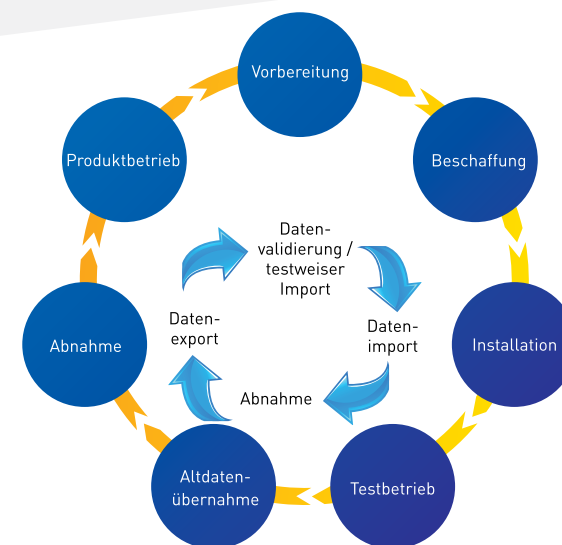 Vorbereitung
Beschaffung
Installation
Testbetrieb
Altdaten-
übernahme
Abnahme
Produktbetrieb
Daten-
validierung /
testweiser
Import
Daten-
import
Abnahme
Daten-
export